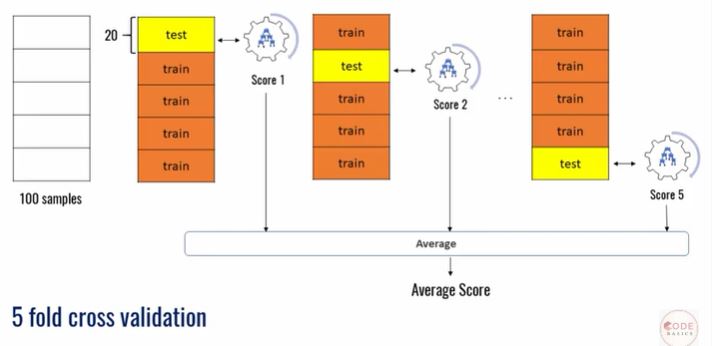 20
test
train
train
train
train
Score 1
train
test
train
train
train
Score 2
...
train
train
train
train
test
Score 5
100 samples
Average
Average Score
5 fold cross validation
CODE
BASICS